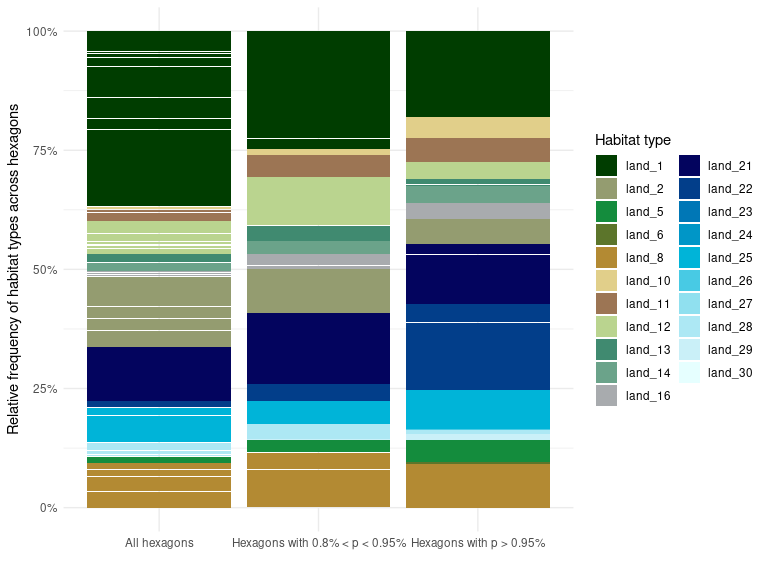 Relative frequency of habitat types across hexagons
100%
75%
50%
25%
0%
All hexagons
Hexagons with 0.8% < p < 0.95%
Hexagons with p > 0.95%
Habitat type
land_1
land_2
land_5
land_6
land_8
land_10
land_11
land_12
land_13
land_14
land_16
land_21
land_22
land_23
land_24
land_25
land_26
land_27
land_28
land_29
land_30